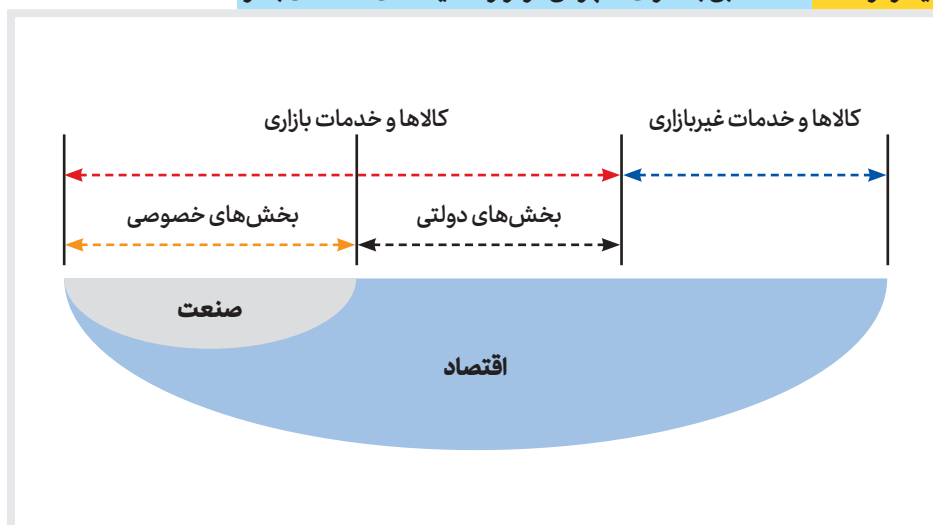 کالاها و خدمات غیربازاری
کالاها و خدمات بازاری
بخش‌های دولتی
بخش‌های خصوصی
صنعت
اقتصاد